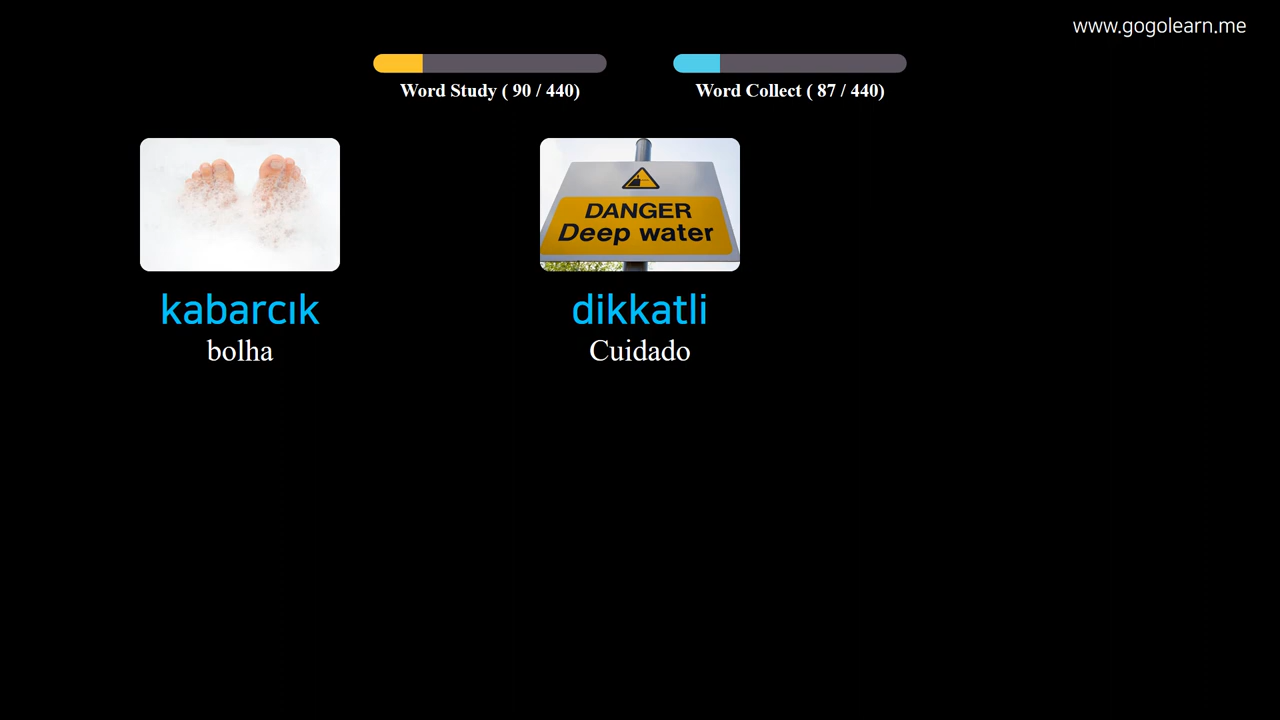 www.gogolearn.me
Word Study ( 90 / 440)
Word Collect ( 87 / 440)
DANGER
Deep water
kabarcık
bolha
dikkatli
Cuidado